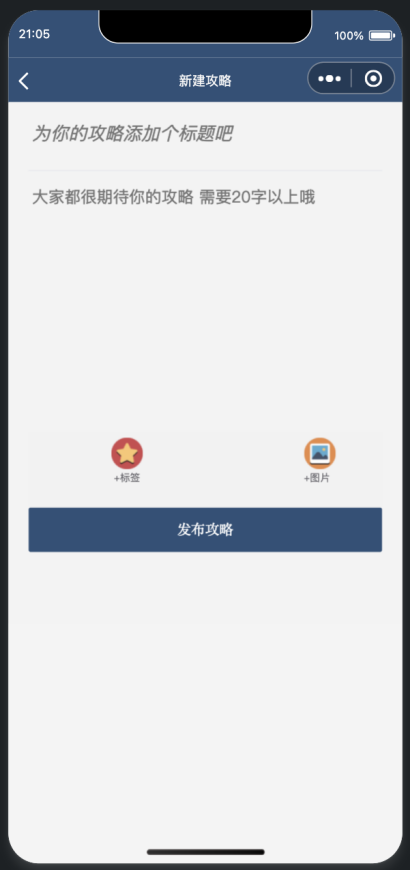 21:05
100%
新建攻略
为你的攻略添加个标题吧
大家都很期待你的攻略 需要20字以上哦
+标签
+图片
发布攻略